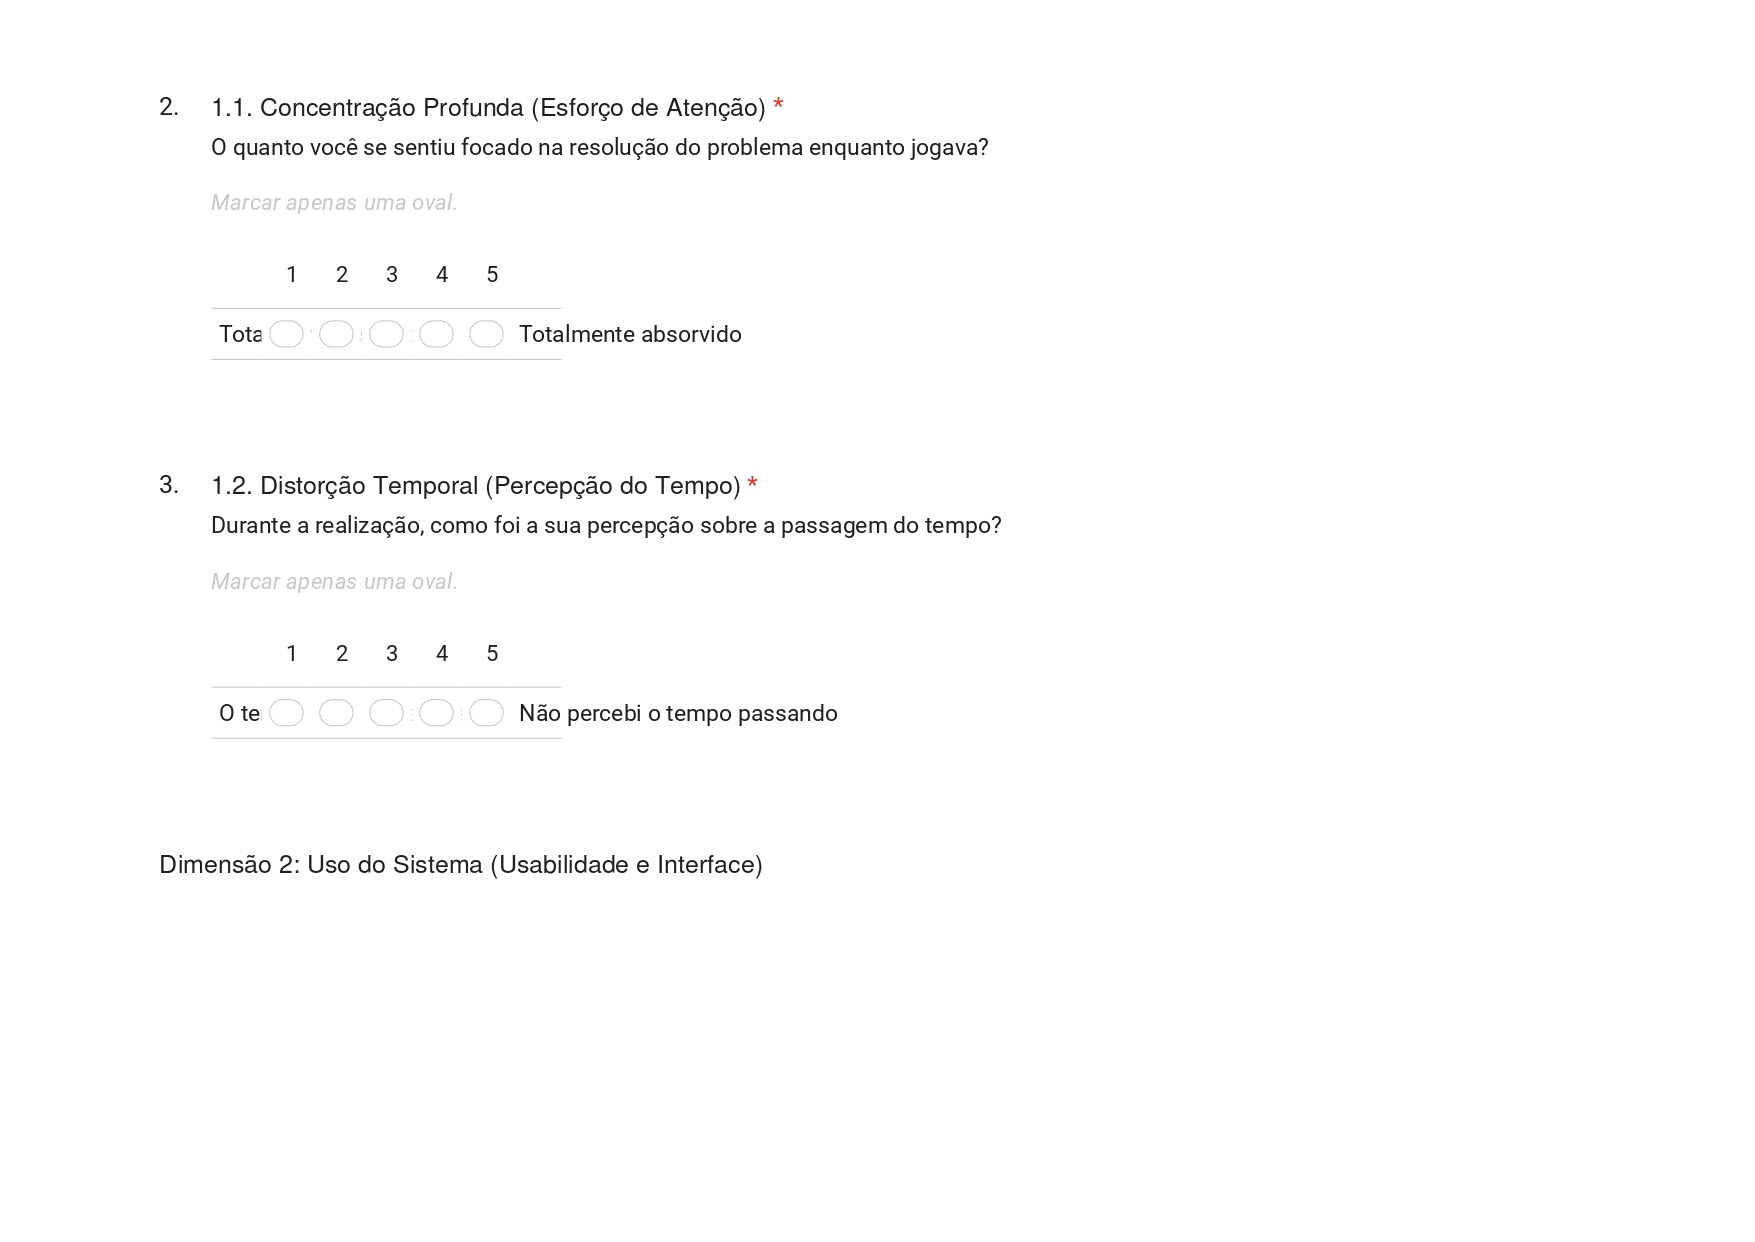 2. 1.1. Concentração Profunda (Esforço de Atenção) *
O quanto você se sentiu focado na resolução do problema enquanto jogava?
Marcar apenas uma oval.
1 2 3 4 5
Totalmente absorvido
3. 1.2. Distorção Temporal (Percepção do Tempo) *
Durante a realização, como foi a sua percepção sobre a passagem do tempo?
Marcar apenas uma oval.
1 2 3 4 5
O Não percebi o tempo passando
Dimensão 2: Uso do Sistema (Usabilidade e Interface)